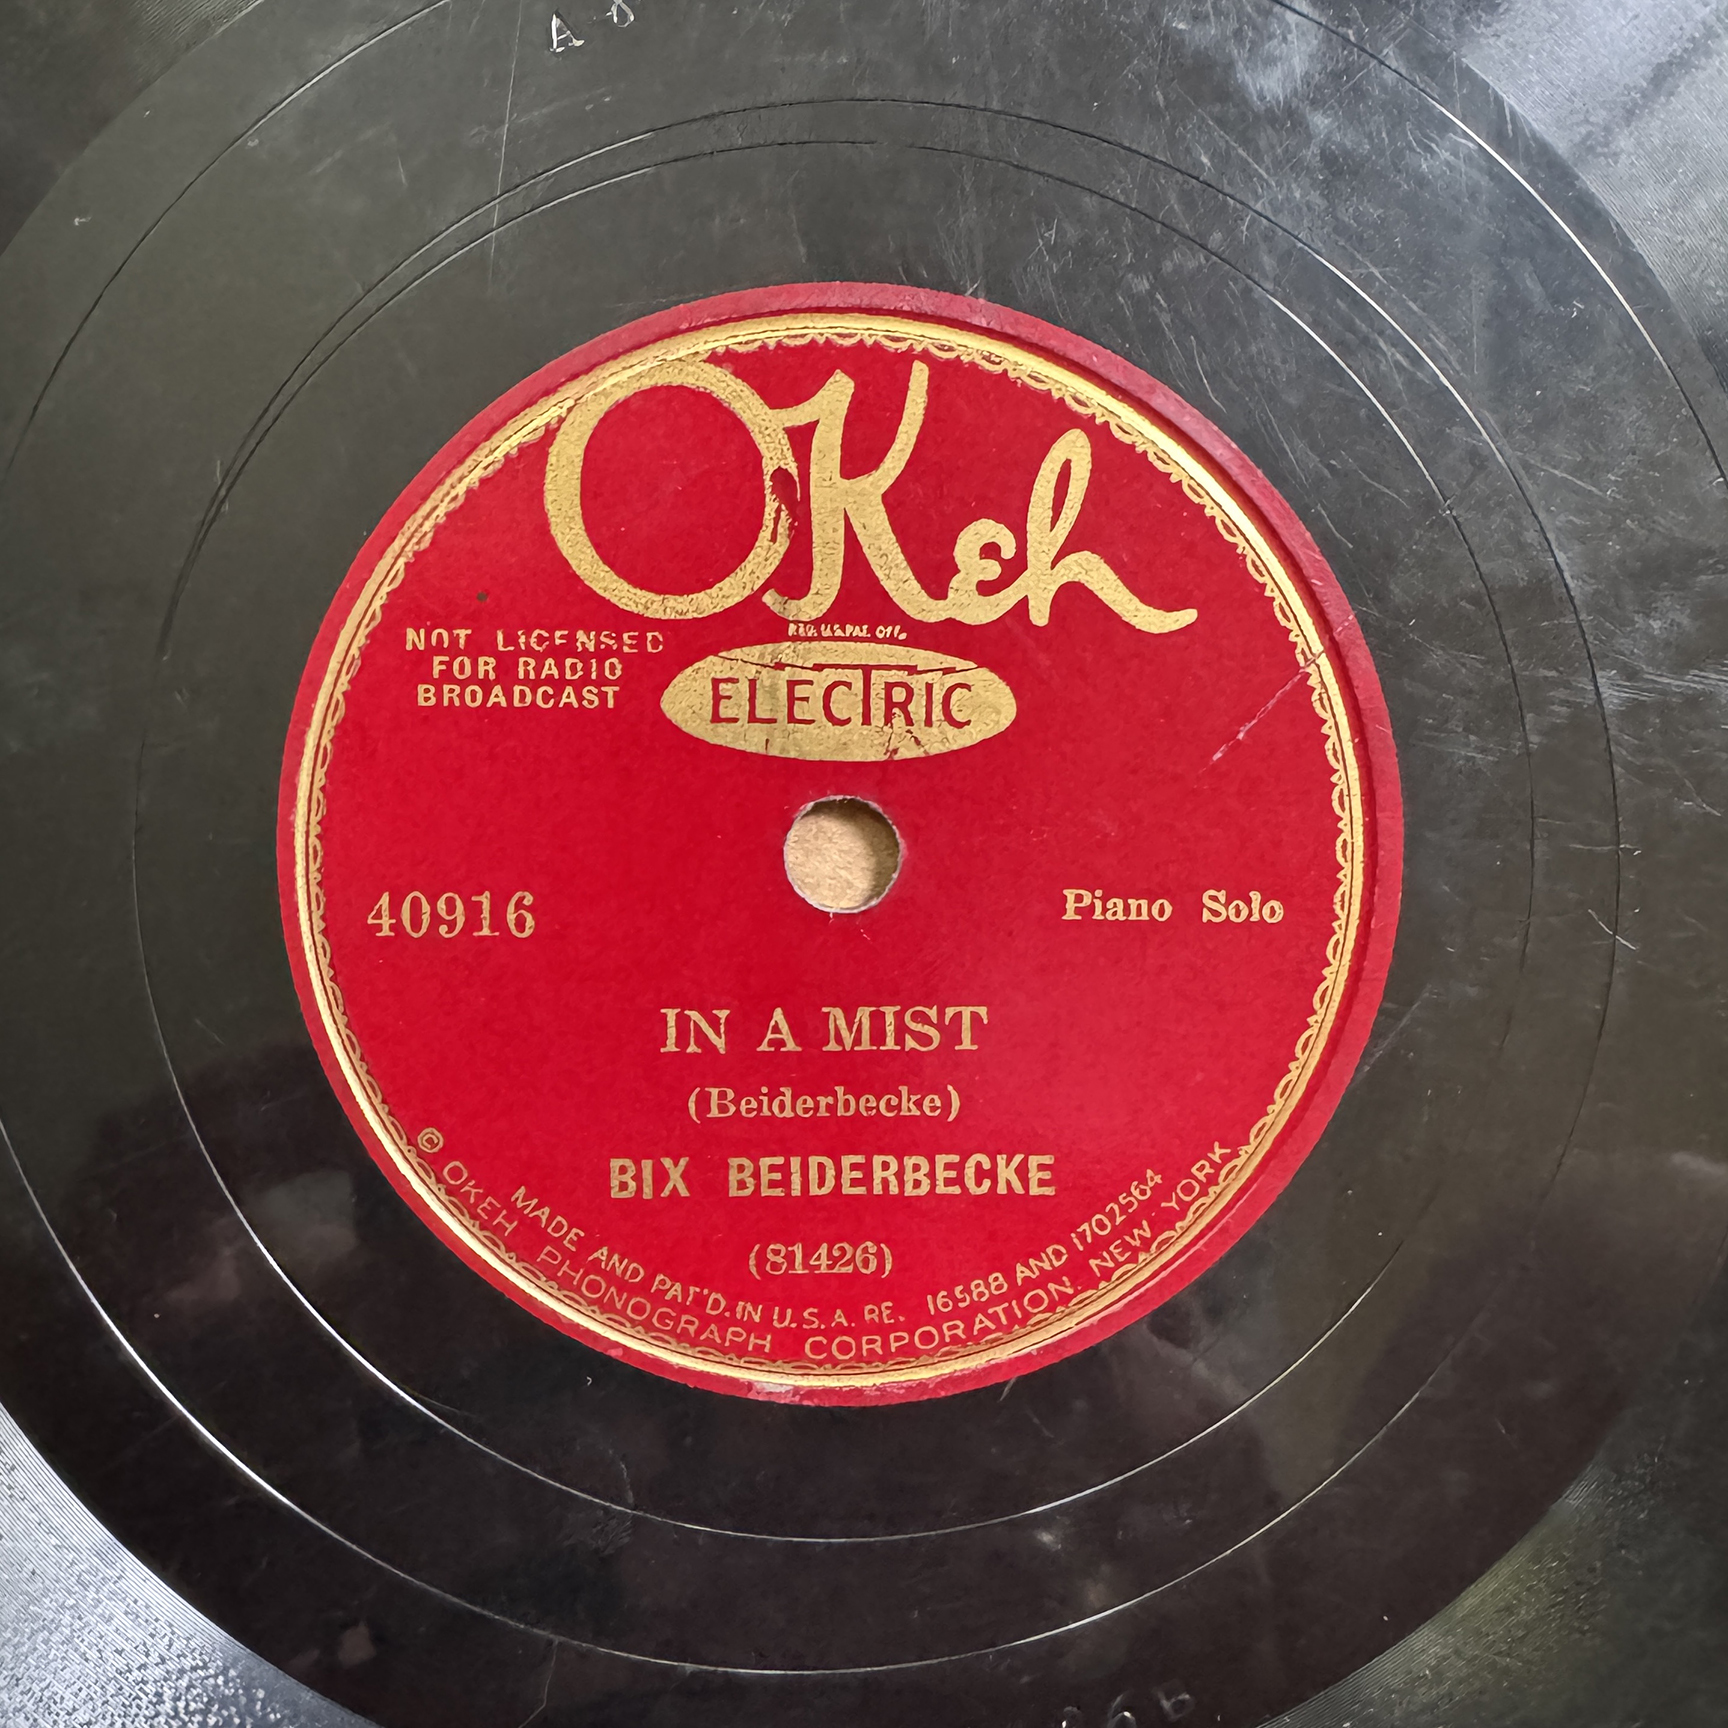 OKeh
REG. U.S. PAT. OFF.
ELECTRIC
NOT LICENSED
FOR RADIO
BROADCAST
40916
Piano Solo
IN A MIST
(Beiderbecke)
BIX BEIDERBECKE
(81426)
MADE AND PAT'D. IN U.S.A. RE. 16588 AND 1702564
© OKEH PHONOGRAPH CORPORATION. NEW YORK